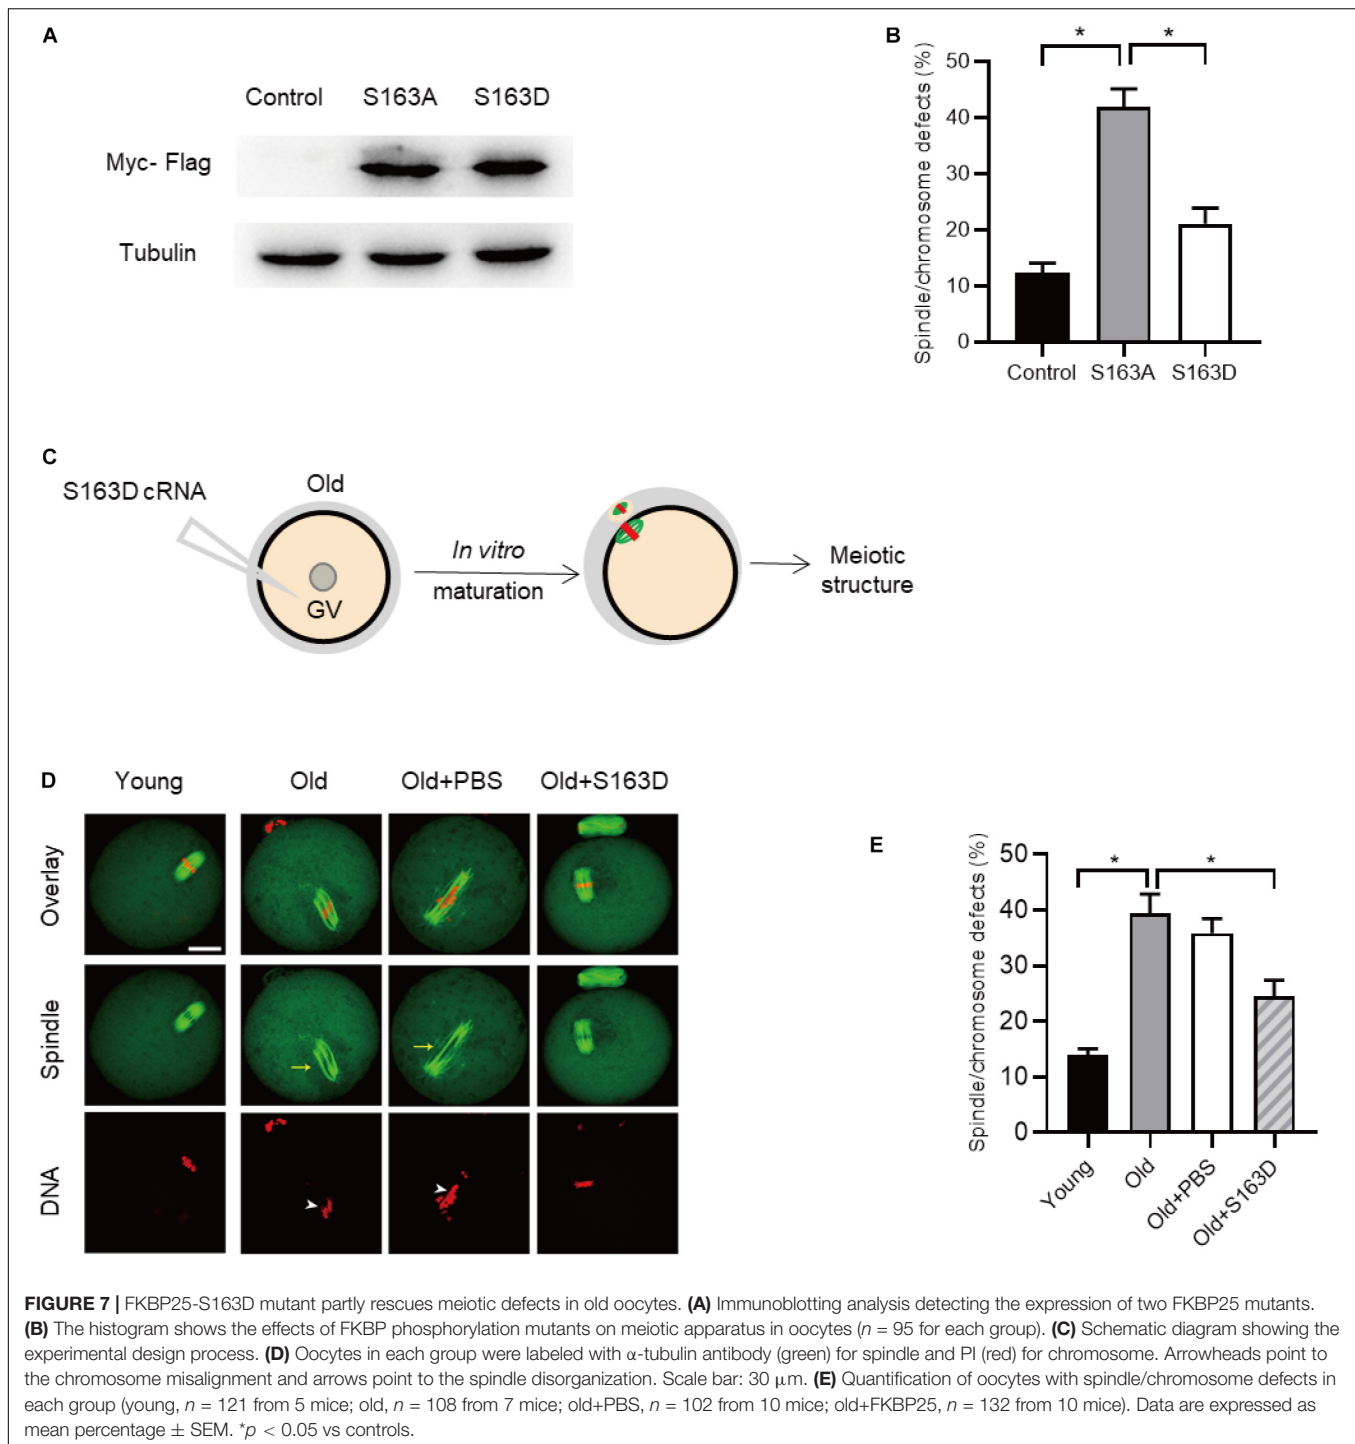 A
Control S163A S163D
Myc- Flag
Tubulin
B
* *
Spindle/chromosome defects (%)
50
40
30
20
10
0
Control S163A S163D
C
S163D cRNA
Old
GV
In vitro
maturation
Meiotic
structure
D
Young Old Old+PBS Old+S163D
Overlay
Spindle
DNA
E
* *
Spindle/chromosome defects (%)
50
40
30
20
10
0
Young Old Old+PBS Old+S163D
FIGURE 7 | FKBP25-S163D mutant partly rescues meiotic defects in old oocytes. (A) Immunoblotting analysis detecting the expression of two FKBP25 mutants.
(B) The histogram shows the effects of FKBP phosphorylation mutants on meiotic apparatus in oocytes (n = 95 for each group). (C) Schematic diagram showing the
experimental design process. (D) Oocytes in each group were labeled with α-tubulin antibody (green) for spindle and PI (red) for chromosome. Arrowheads point to
the chromosome misalignment and arrows point to the spindle disorganization. Scale bar: 30 μm. (E) Quantification of oocytes with spindle/chromosome defects in
each group (young, n = 121 from 5 mice; old, n = 108 from 7 mice; old+PBS, n = 102 from 10 mice; old+FKBP25, n = 132 from 10 mice). Data are expressed as
mean percentage ± SEM. *p < 0.05 vs controls.